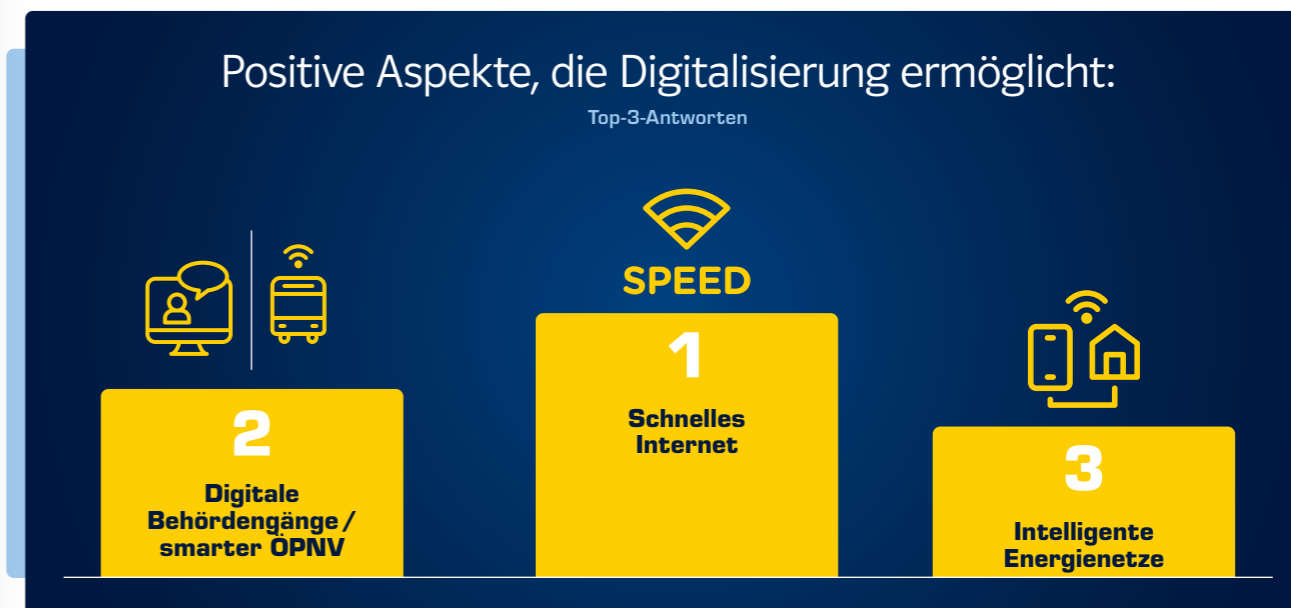 Positive Aspekte, die Digitalisierung ermöglicht:
Top-3-Antworten
2
Digitale
Behördengänge /
smarter ÖPNV
SPEED
1
Schnelles
Internet
3
Intelligente
Energienetze